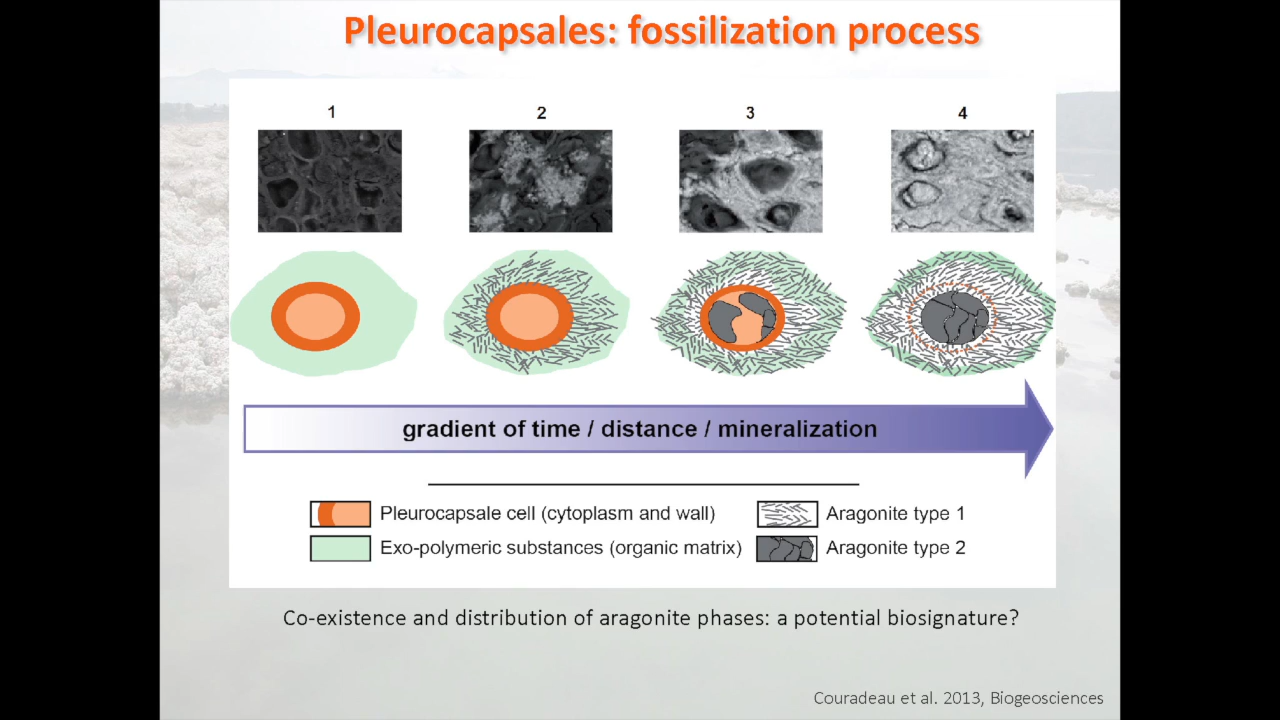 Pleurocapsales: fossilization process
1 2 3 4
gradient of time / distance / mineralization
Pleurocapsale cell (cytoplasm and wall) Aragonite type 1
Exo-polymeric substances (organic matrix) Aragonite type 2
Co-existence and distribution of aragonite phases: a potential biosignature?
Couradeau et al. 2013, Biogeosciences